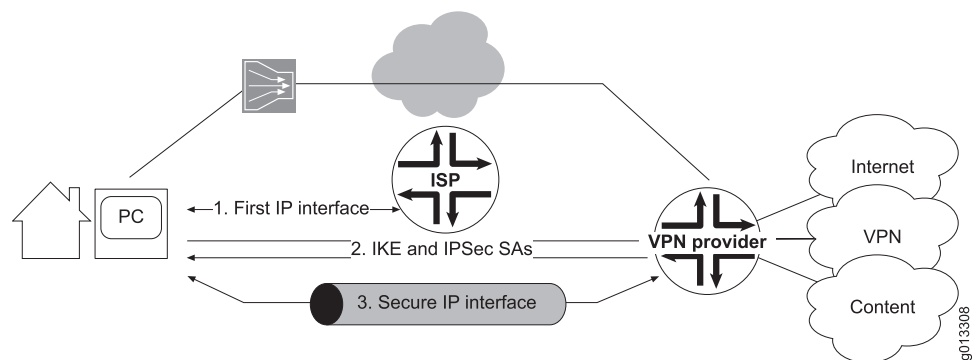 ISP
PC
1. First IP interface
2. IKE and IPSec SAs
3. Secure IP interface
VPN provider
Internet
VPN
Content
g013308